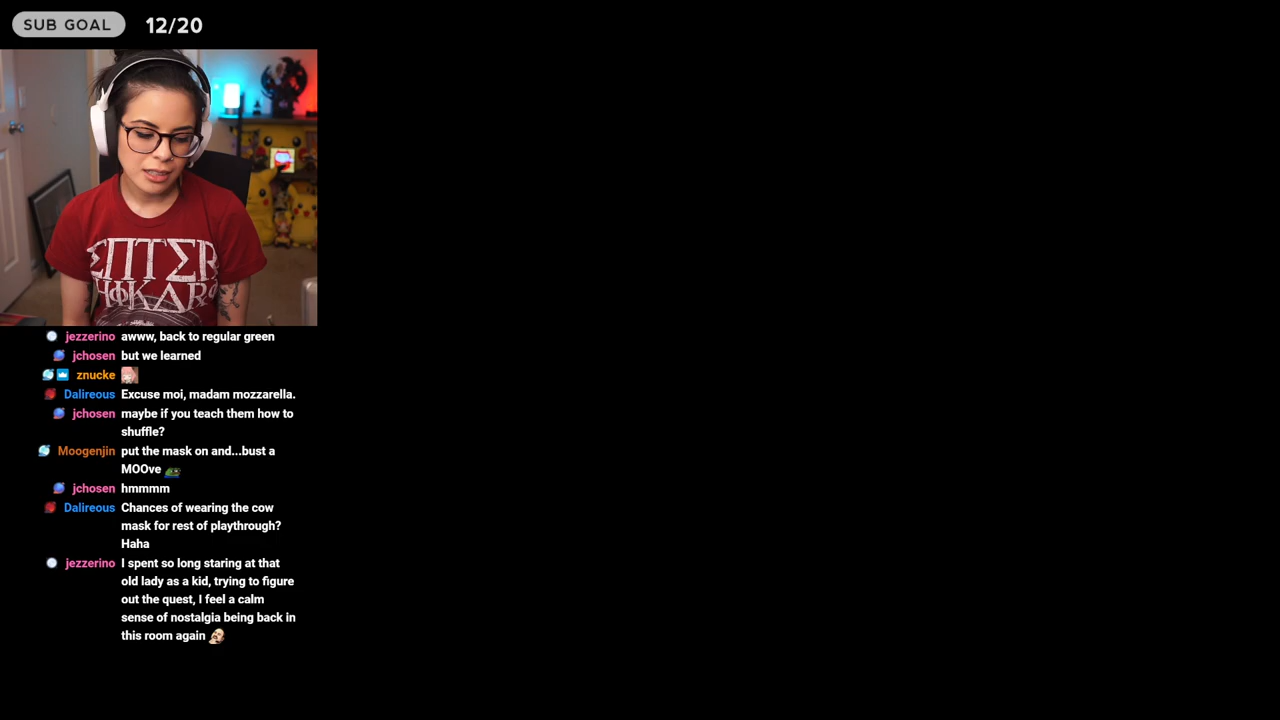 SUB GOAL 12/20
ΣΠΤΣR
jezzerino awww, back to regular green
jchosen but we learned
znucke
Dalireous Excuse moi, madam mozzarella.
jchosen maybe if you teach them how to
shuffle?
Moogenjin put the mask on and...bust a
MOOve
jchosen hmmmm
Dalireous Chances of wearing the cow
mask for rest of playthrough?
Haha
jezzerino I spent so long staring at that
old lady as a kid, trying to figure
out the quest, I feel a calm
sense of nostalgia being back in
this room again